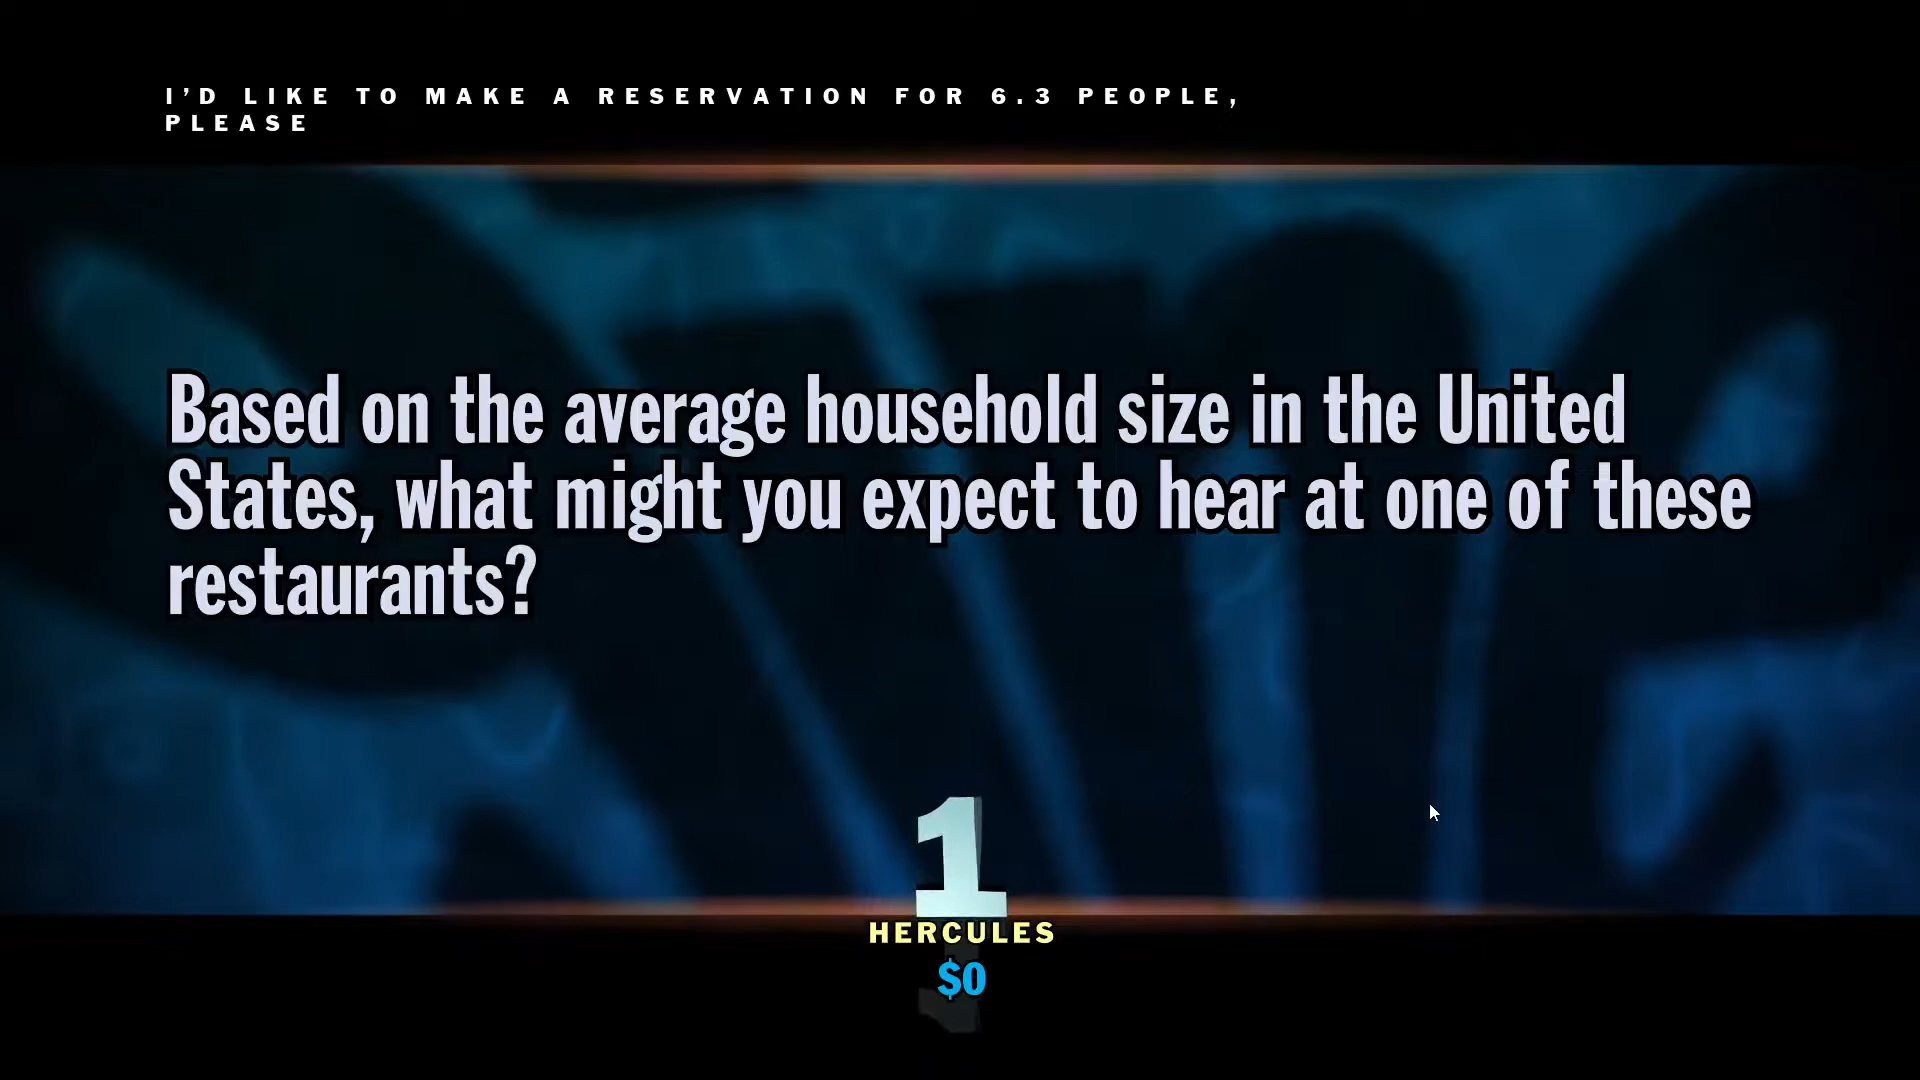 I’D LIKE TO MAKE A RESERVATION FOR 6.3 PEOPLE,
PLEASE
Based on the average household size in the United
States, what might you expect to hear at one of these
restaurants?
1
HERCULES
$0